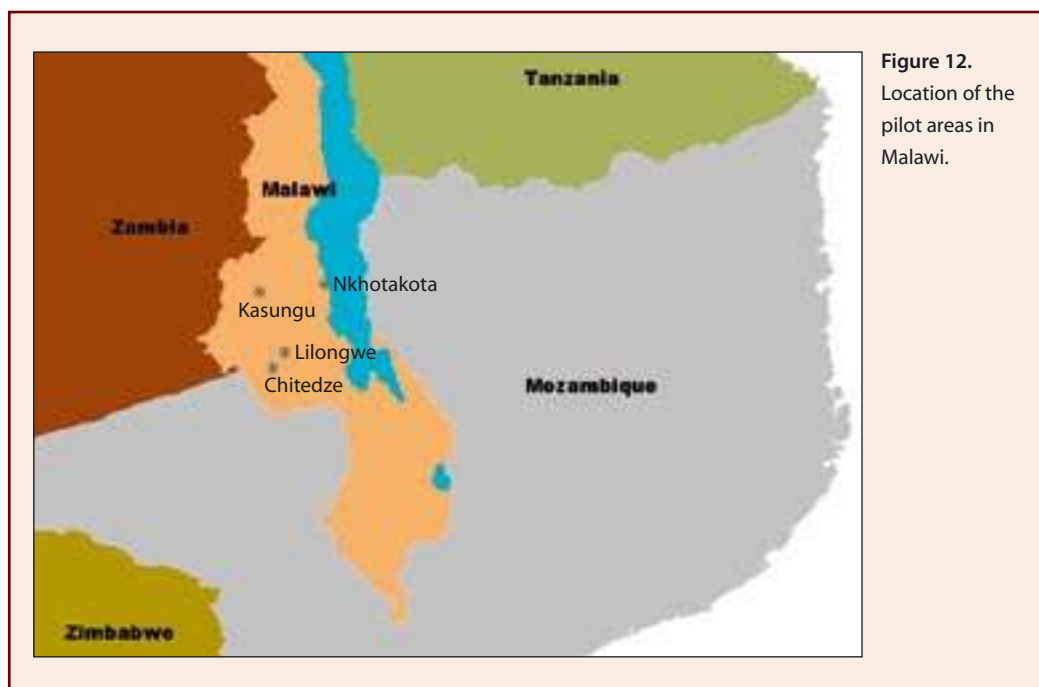 Figure 12.
Location of the
pilot areas in
Malawi.
Tanzania
Malawi
Zambia
Nkhotakota
Kasungu
Lilongwe
Chitedze
Mozambique
Zimbabwe